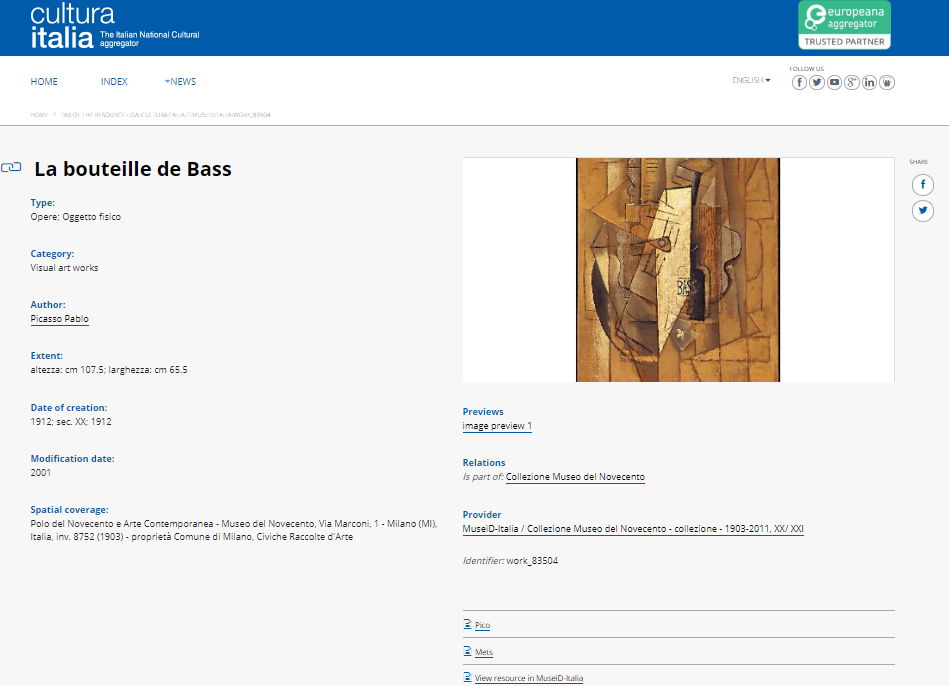 cultura
italia The Italian National Cultural
aggregator
europeana
aggregator
TRUSTED PARTNER
HOME INDEX NEWS
ENGLISH
FOLLOW US
HOME /
La bouteille de Bass
SHARE
Type:
Opere; Oggetto fisico
Category:
Visual art works
Author:
Picasso Pablo
Extent:
altezza: cm 107.5; larghezza: cm 65.5
Date of creation:
1912; sec. XX; 1912
Modification date:
2001
Spatial coverage:
Polo del Novecento e Arte Contemporanea - Museo del Novecento, Via Marconi, 1 - Milano (MI),
Italia, inv. 8752 (1903) - proprietà Comune di Milano, Civiche Raccolte d'Arte
BASS
Previews
image preview 1
Relations
Is part of: Collezione Museo del Novecento
Provider
MuseiD-Italia / Collezione Museo del Novecento - collezione - 1903-2011, XX/ XXI
Identifier: work_83504
Pico
Mets
View resource in MuseiD-Italia